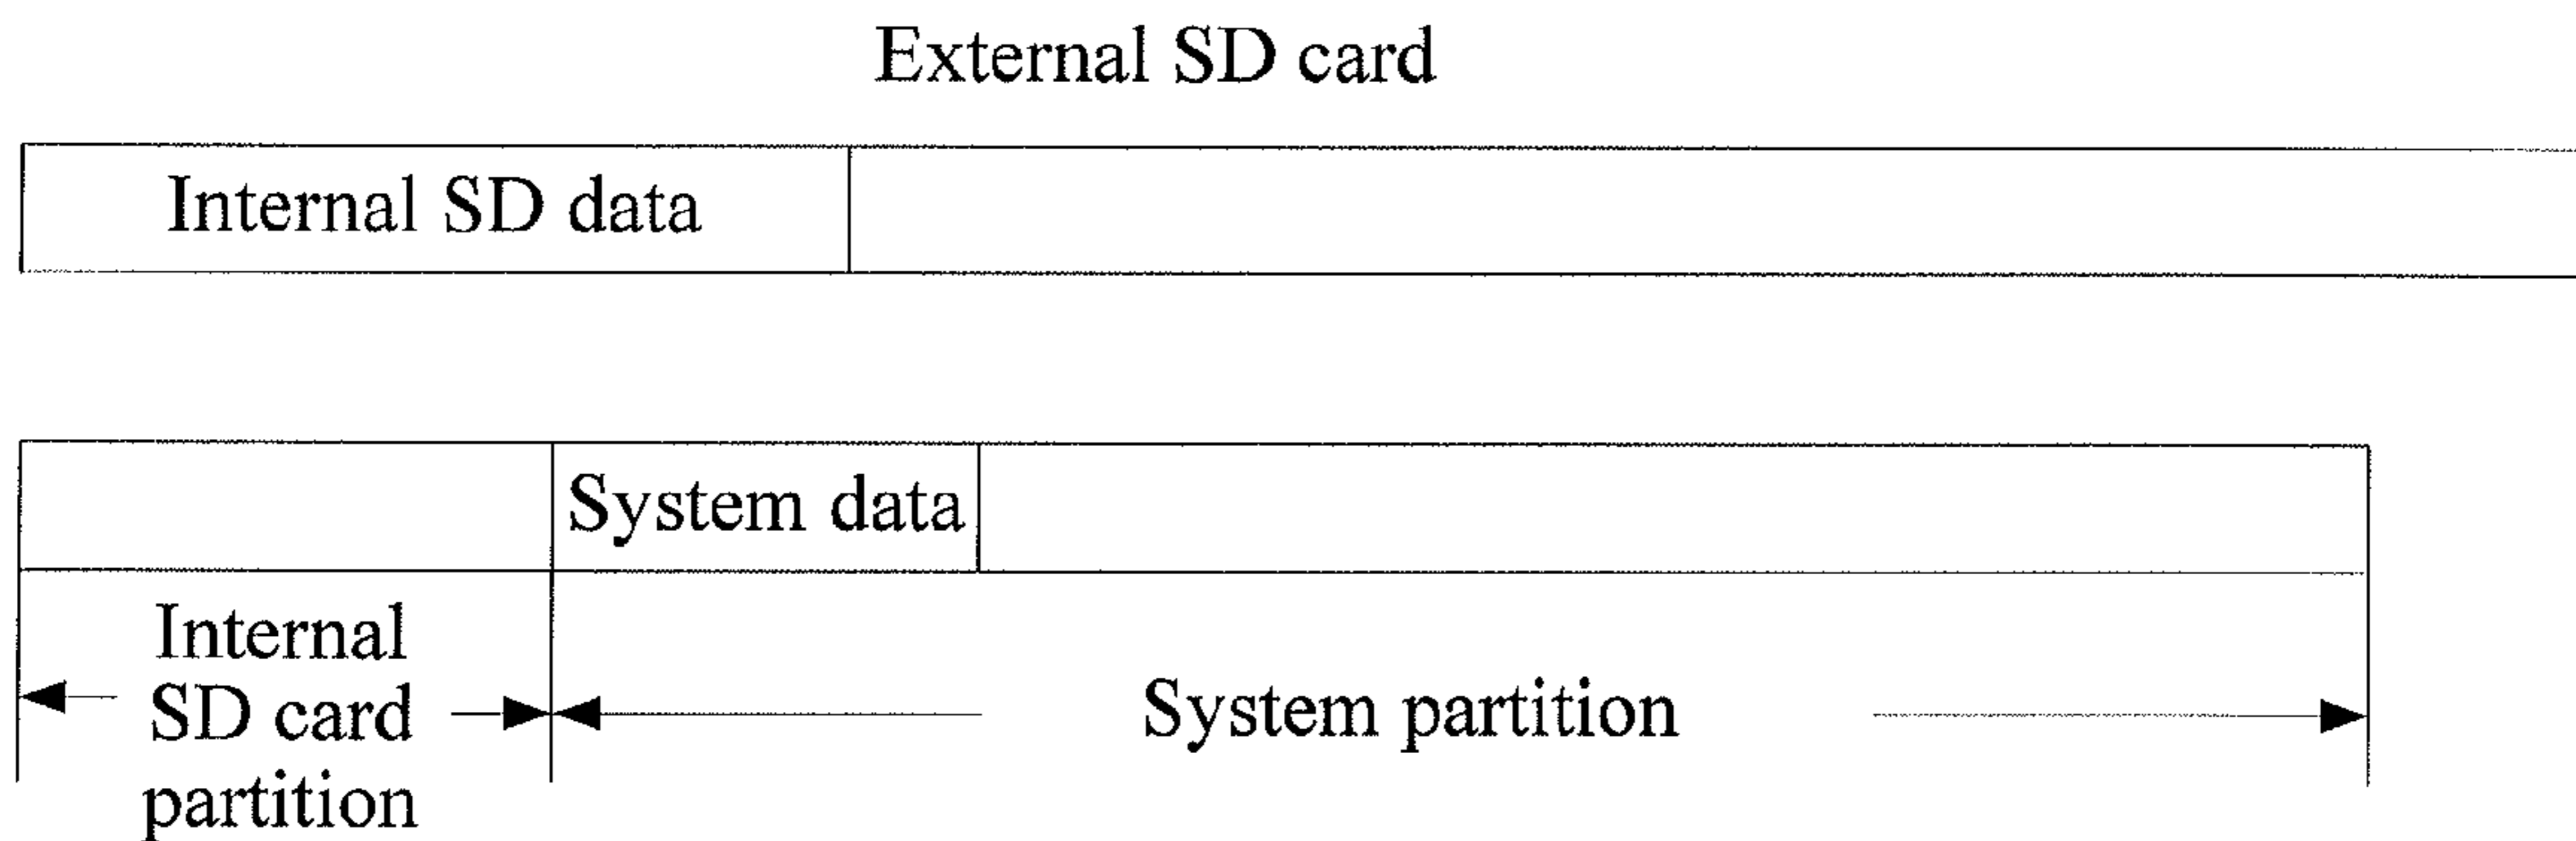 External SD card
Internal SD data
System data
Internal
SD card
partition
System partition